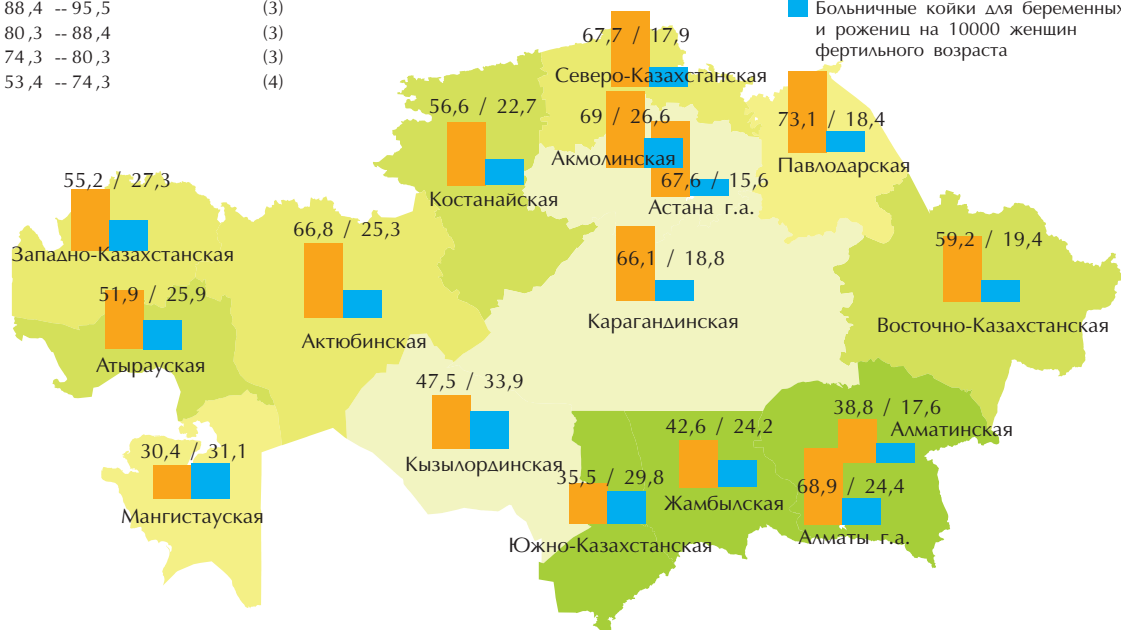 88,4 -- 95,5 (3)
80,3 -- 88,4 (3)
74,3 -- 80,3 (3)
53,4 -- 74,3 (4)
Больничные койки для беременных
и рожениц на 10000 женщин
фертильного возраста
67,7 / 17,9
Северо-Казахстанская
56,6 / 22,7
Костанайская
69 / 26,6
Акмолинская
67,6 / 15,6
Астана г.а.
73,1 / 18,4
Павлодарская
55,2 / 27,3
Западно-Казахстанская
66,8 / 25,3
Актюбинская
66,1 / 18,8
Карагандинская
59,2 / 19,4
Восточно-Казахстанская
51,9 / 25,9
Атырауская
47,5 / 33,9
Кызылординская
38,8 / 17,6
Алматинская
42,6 / 24,2
Жамбылская
30,4 / 31,1
Мангистауская
35,5 / 29,8
Южно-Казахстанская
68,9 / 24,4
Алматы г.а.